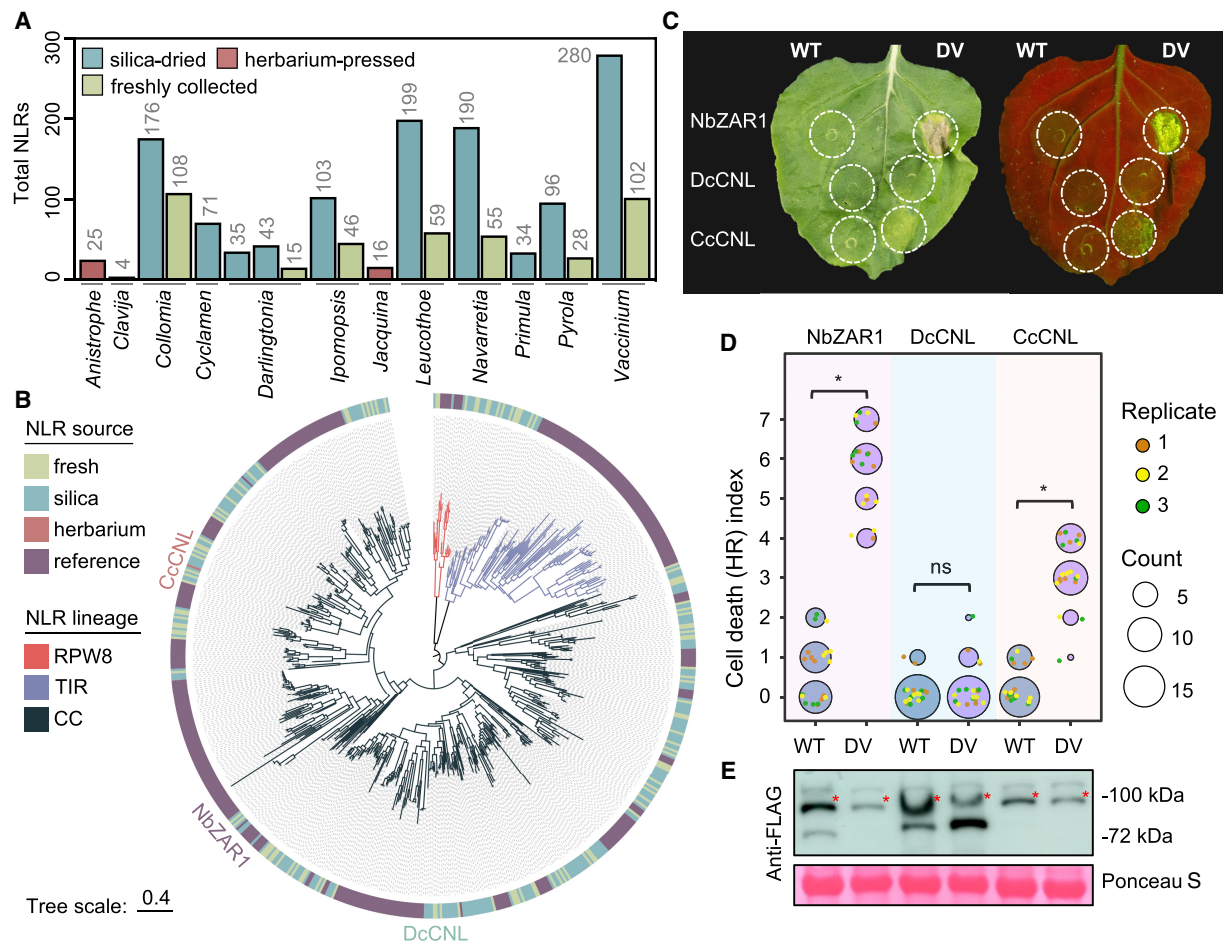 A
300
200
100
0
Total NLRs
silica-dried
herbarium-pressed
freshly collected
25
4
176
108
71
35
43
15
103
46
16
199
59
190
55
34
96
28
280
102
Anistrophe
Clavija
Collomia
Cyclamen
Darlingtonia
Ipomopsis
Jacquina
Leucothoe
Navarretia
Primula
Pyrola
Vaccinium
B
NLR source
fresh
silica
herbarium
reference
NLR lineage
RPW8
TIR
CC
CcCNL
NbZAR1
DcCNL
Tree scale: 0.4
C
WT DV WT DV
NbZAR1
DcCNL
CcCNL
D
NbZAR1 DcCNL CcCNL
Cell death (HR) index
7
6
5
4
3
2
1
0
*
ns
*
WT DV WT DV WT DV
Replicate
1
2
3
Count
5
10
15
E
Anti-FLAG
* * * * * *
-100 kDa
-72 kDa
Ponceau S